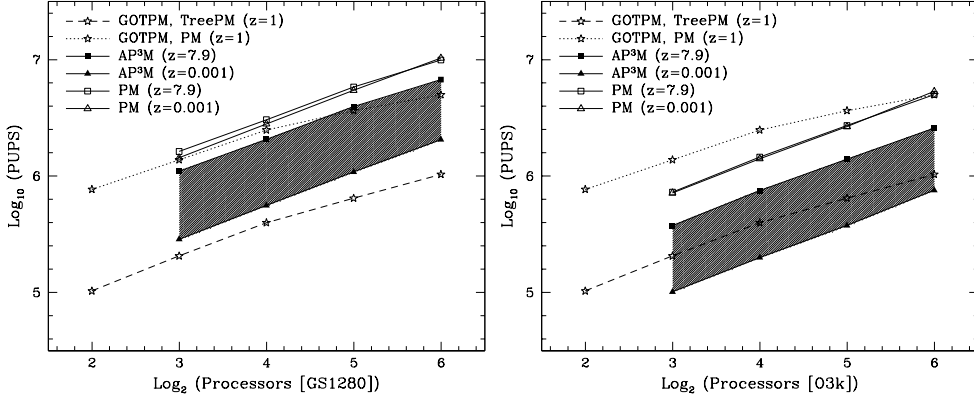 GOTPM, TreePM (z=1)
GOTPM, PM (z=1)
AP³M (z=7.9)
AP³M (z=0.001)
PM (z=7.9)
PM (z=0.001)
7
6
5
Log₁₀ (PUPS)
2 3 4 5 6
Log₂ (Processors [GS1280])
GOTPM, TreePM (z=1)
GOTPM, PM (z=1)
AP³M (z=7.9)
AP³M (z=0.001)
PM (z=7.9)
PM (z=0.001)
7
6
5
Log₁₀ (PUPS)
2 3 4 5 6
Log₂ (Processors [O3k])